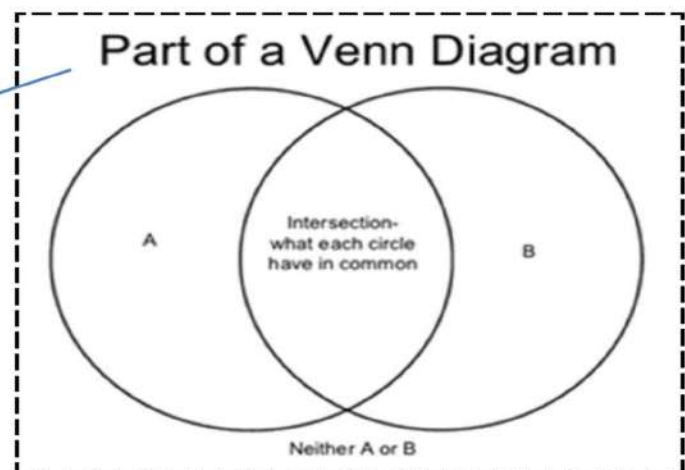 Part of a Venn Diagram
A
Intersection-
what each circle
have in common
B
Neither A or B